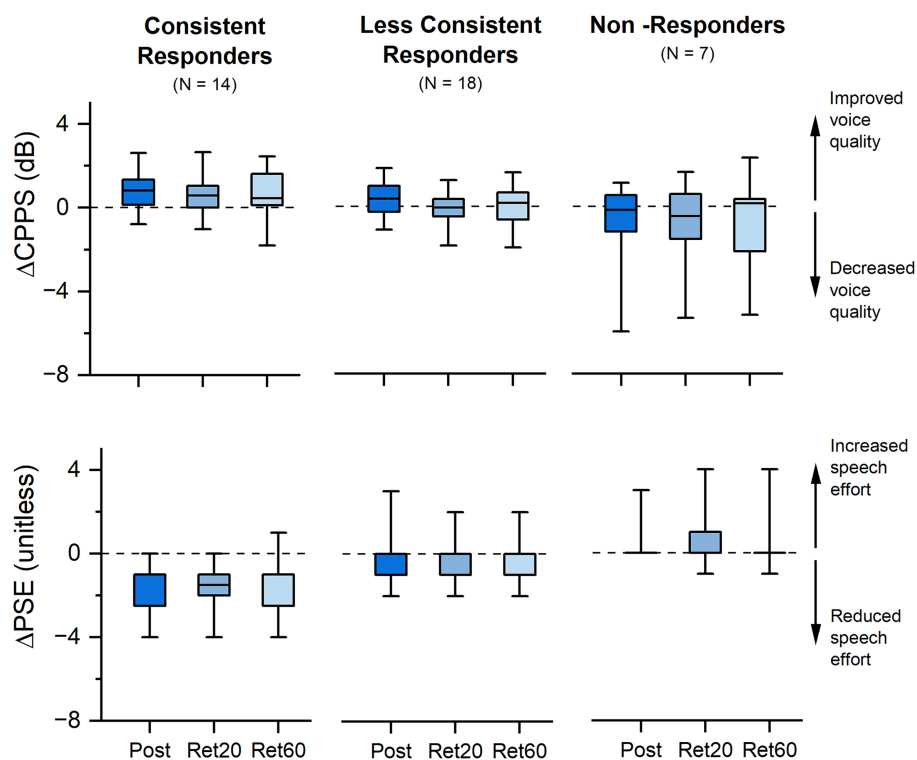 Consistent
Responders
(N = 14)
Less Consistent
Responders
(N = 18)
Non -Responders
(N = 7)
ΔCPPS (dB)
4
0
−4
−8
Improved
voice
quality
Decreased
voice
quality
ΔPSE (unitless)
4
0
−4
−8
Increased
speech
effort
Reduced
speech
effort
Post Ret20 Ret60
Post Ret20 Ret60
Post Ret20 Ret60